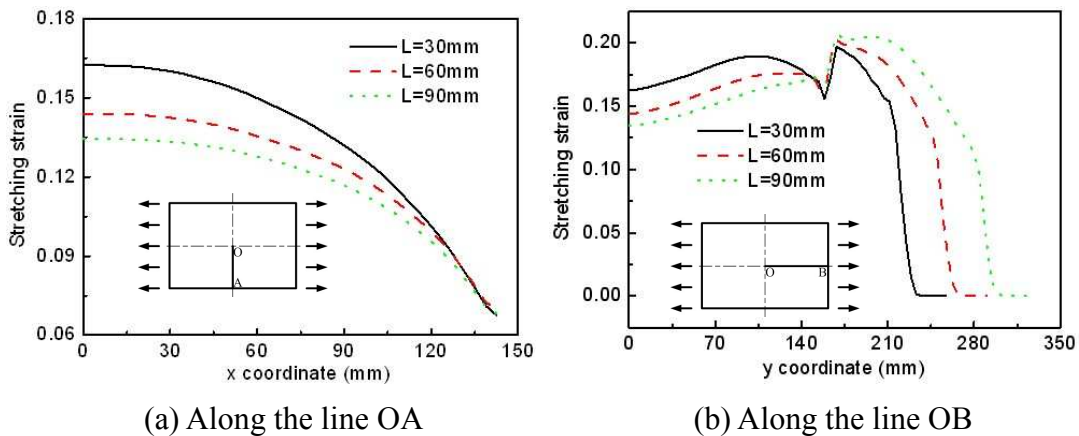 0.18
0.15
0.12
0.09
0.06
Stretching strain
L=30mm
L=60mm
L=90mm
O
A
0 30 60 90 120 150
x coordinate (mm)
(a) Along the line OA
0.20
0.15
0.10
0.05
0.00
Stretching strain
L=30mm
L=60mm
L=90mm
O B
0 70 140 210 280 350
y coordinate (mm)
(b) Along the line OB